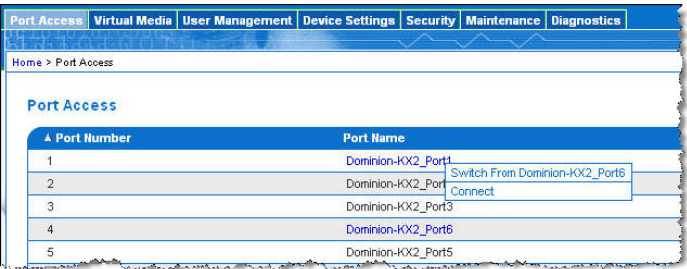 Port Access Virtual Media User Management Device Settings Security Maintenance Diagnostics
Home > Port Access
Port Access
▲ Port Number Port Name
1 Dominion-KX2_Port1
Switch From Dominion-KX2_Port6
2 Dominion-KX2_Por
Connect
3 Dominion-KX2_Port3
4 Dominion-KX2_Port6
5 Dominion-KX2_Port5